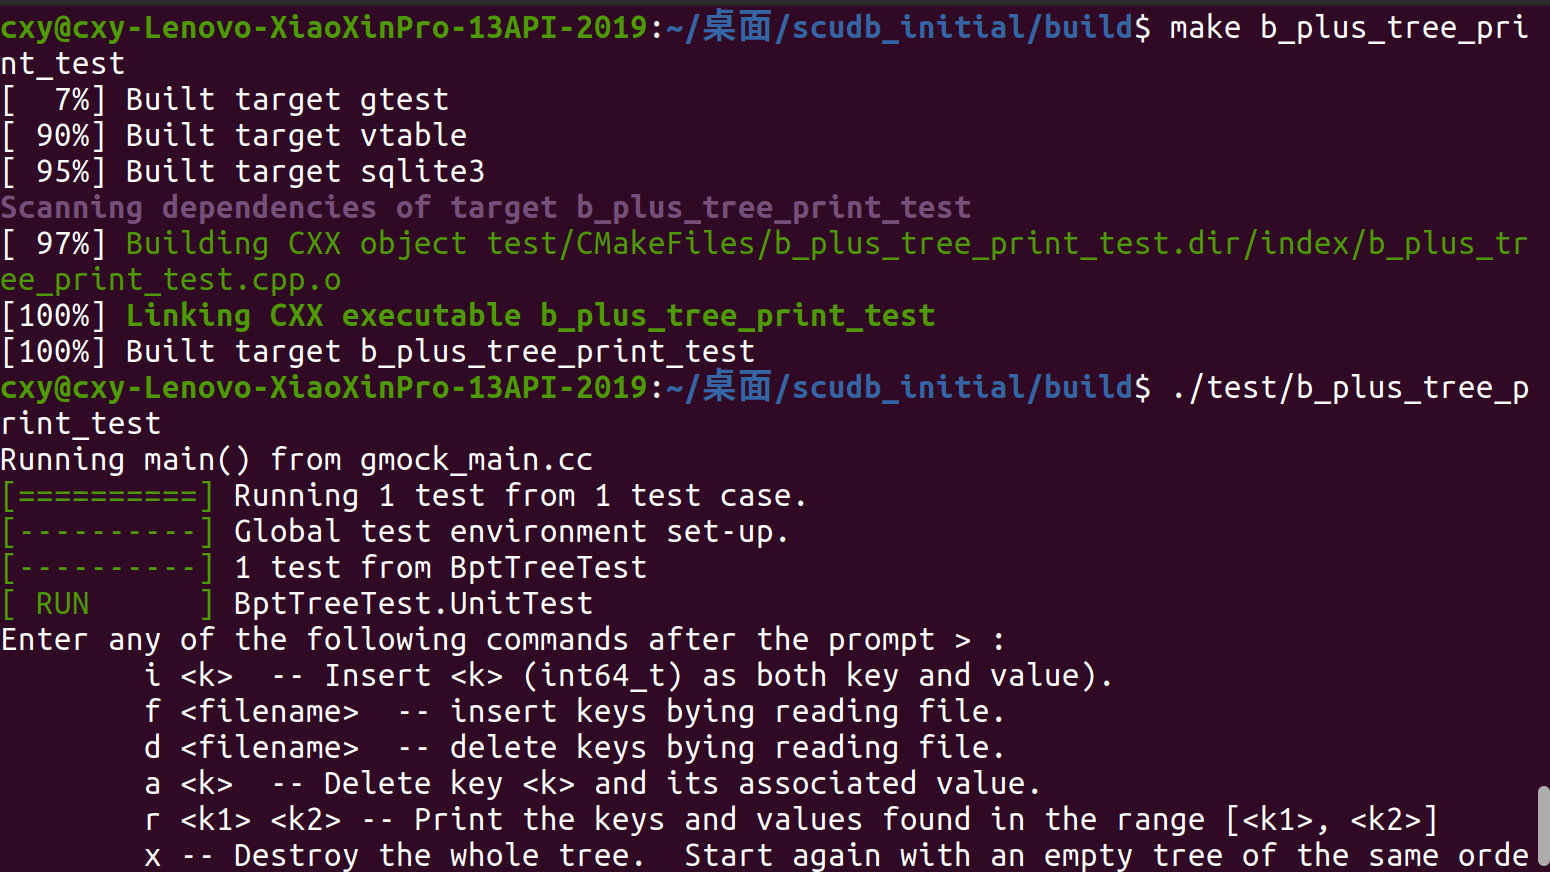 cxy@cxy-Lenovo-XiaoXinPro-13API-2019:~/桌面/scudb_initial/build$ make b_plus_tree_pri
nt_test
[  7%] Built target gtest
[ 90%] Built target vtable
[ 95%] Built target sqlite3
Scanning dependencies of target b_plus_tree_print_test
[ 97%] Building CXX object test/CMakeFiles/b_plus_tree_print_test.dir/index/b_plus_tr
ee_print_test.cpp.o
[100%] Linking CXX executable b_plus_tree_print_test
[100%] Built target b_plus_tree_print_test
cxy@cxy-Lenovo-XiaoXinPro-13API-2019:~/桌面/scudb_initial/build$ ./test/b_plus_tree_p
rint_test
Running main() from gmock_main.cc
[==========] Running 1 test from 1 test case.
[----------] Global test environment set-up.
[----------] 1 test from BptTreeTest
[ RUN      ] BptTreeTest.UnitTest
Enter any of the following commands after the prompt > :
        i <k>  -- Insert <k> (int64_t) as both key and value).
        f <filename>  -- insert keys bying reading file.
        d <filename>  -- delete keys bying reading file.
        a <k>  -- Delete key <k> and its associated value.
        r <k1> <k2> -- Print the keys and values found in the range [<k1>, <k2>]
        x -- Destroy the whole tree.  Start again with an empty tree of the same orde